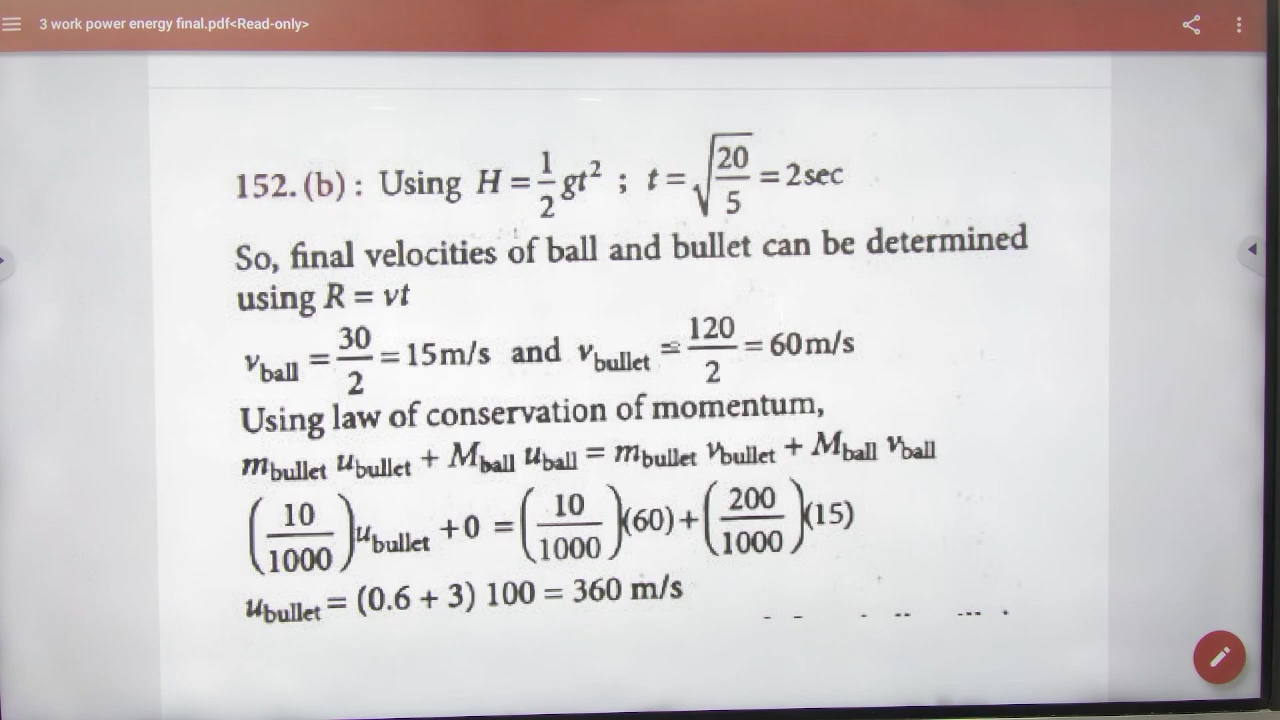 3 work power energy final.pdf<Read-only>
152. (b) : Using H = 1/2 gt² ; t = √(20/5) = 2sec
So, final velocities of ball and bullet can be determined
using R = vt
v_ball = 30/2 = 15m/s and v_bullet = 120/2 = 60m/s
Using law of conservation of momentum,
m_bullet u_bullet + M_ball u_ball = m_bullet v_bullet + M_ball v_ball
(10/1000)u_bullet + 0 = (10/1000)(60) + (200/1000)(15)
u_bullet = (0.6 + 3) 100 = 360 m/s